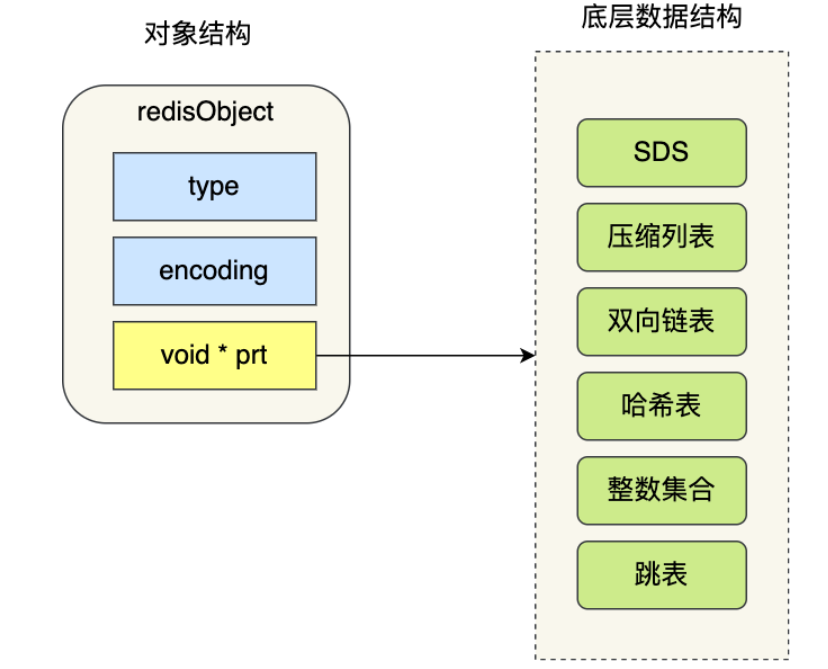 对象结构
redisObject
type
encoding
void * prt
底层数据结构
SDS
压缩列表
双向链表
哈希表
整数集合
跳表